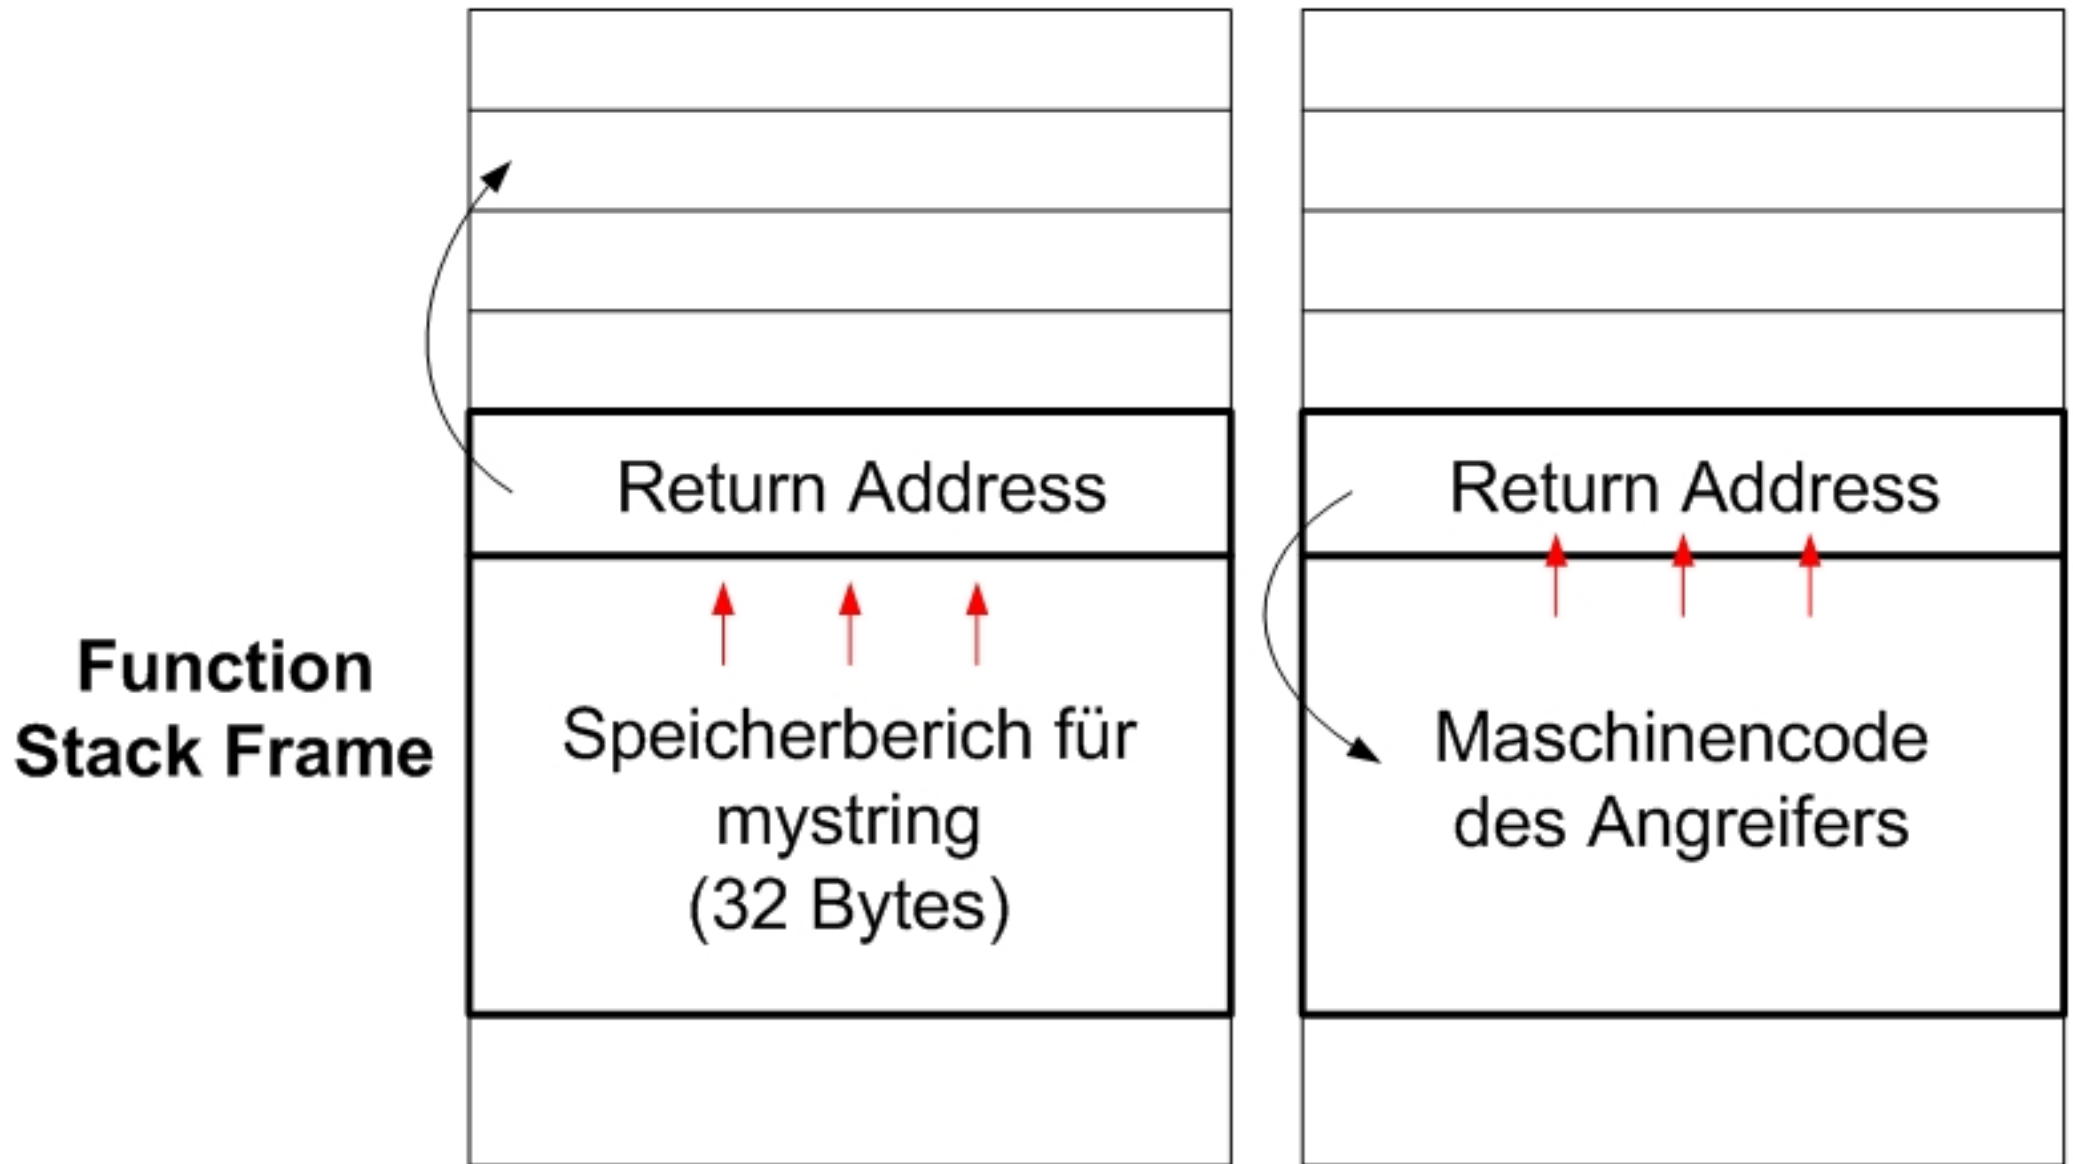 Return Address
Return Address
Function
Stack Frame
Speicherberich für
mystring
(32 Bytes)
Maschinencode
des Angreifers